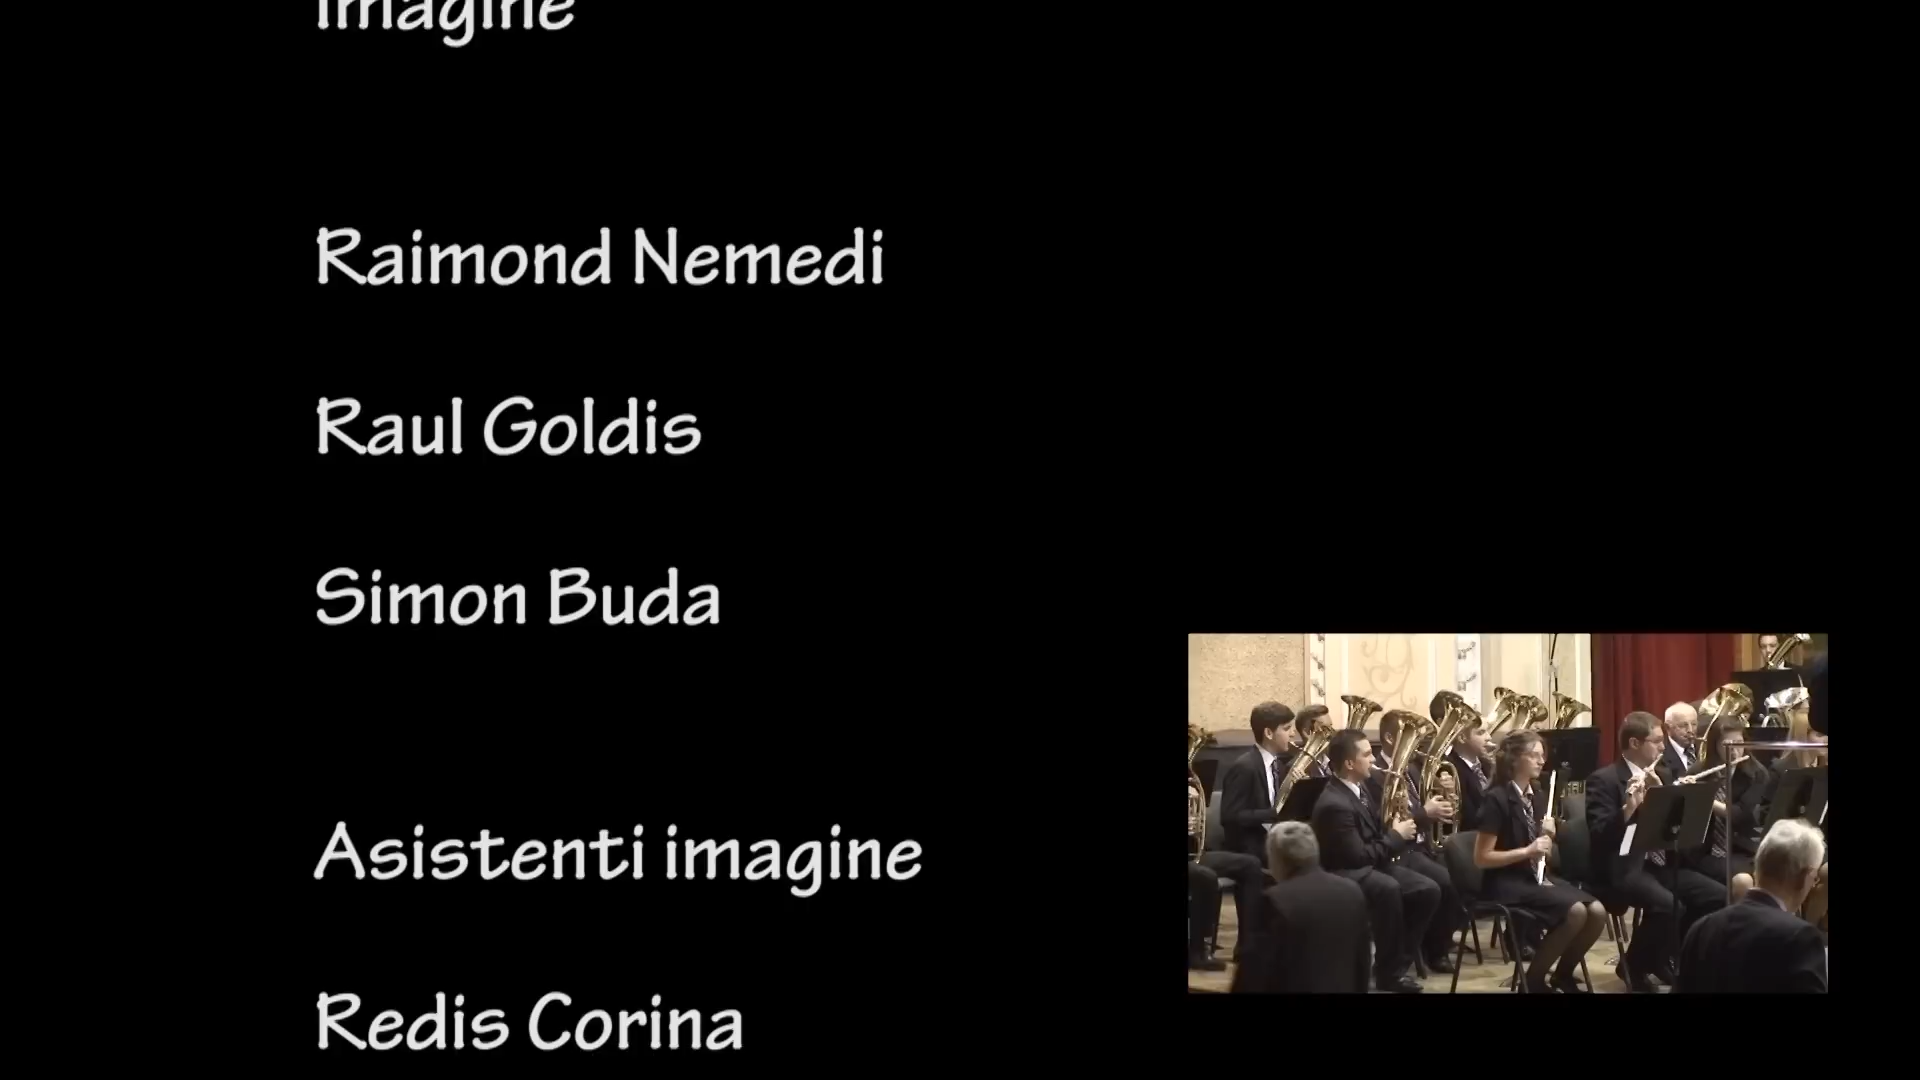 Imagine
Raimond Nemedi
Raul Goldis
Simon Buda
Asistenti imagine
Redis Corina